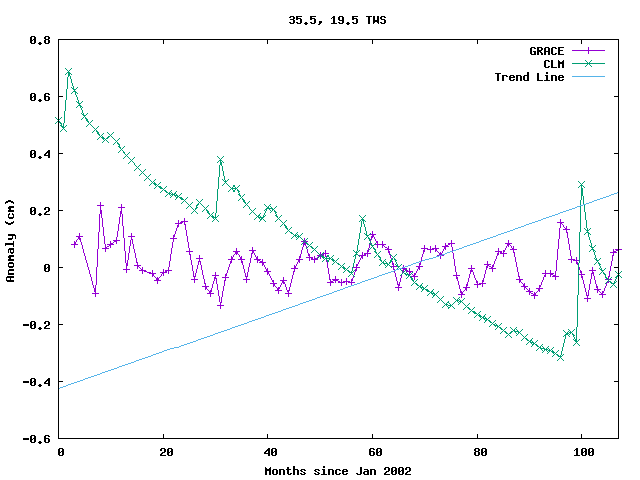 35.5, 19.5 TWS
GRACE
CLM
Trend Line
0.8
0.6
0.4
0.2
0
-0.2
-0.4
-0.6
Anomaly (cm)
0 20 40 60 80 100
Months since Jan 2002